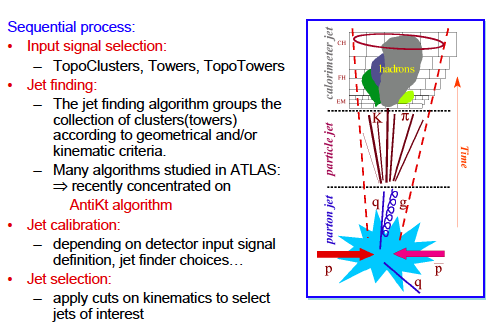 Sequential process:
• Input signal selection:
– TopoClusters, Towers, TopoTowers
• Jet finding:
– The jet finding algorithm groups the
collection of clusters(towers)
according to geometrical and/or
kinematic criteria.
– Many algorithms studied in ATLAS:
⇒ recently concentrated on
AntiKt algorithm
• Jet calibration:
– depending on detector input signal
definition, jet finder choices…
• Jet selection:
– apply cuts on kinematics to select
jets of interest
calorimeter jet
CH
FH
EM
hadrons
particle jet
K
π
Time
parton jet
q
g
p
p̅
q